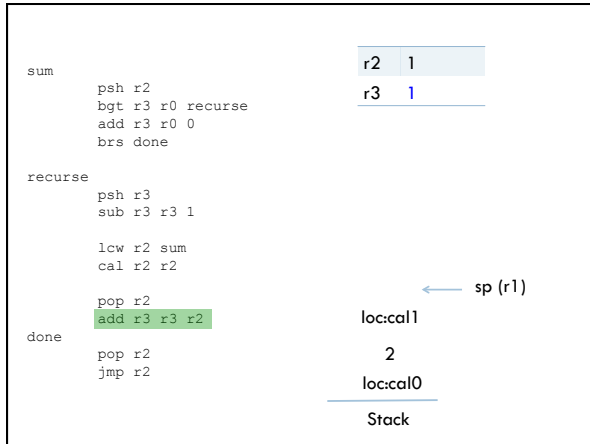 sum
psh r2
bgt r3 r0 recurse
add r3 r0 0
brs done
recurse
psh r3
sub r3 r3 1
lcw r2 sum
cal r2 r2
pop r2
add r3 r3 r2
done
pop r2
jmp r2
r2 1
r3 1
sp (r1)
loc:cal1
2
loc:cal0
Stack